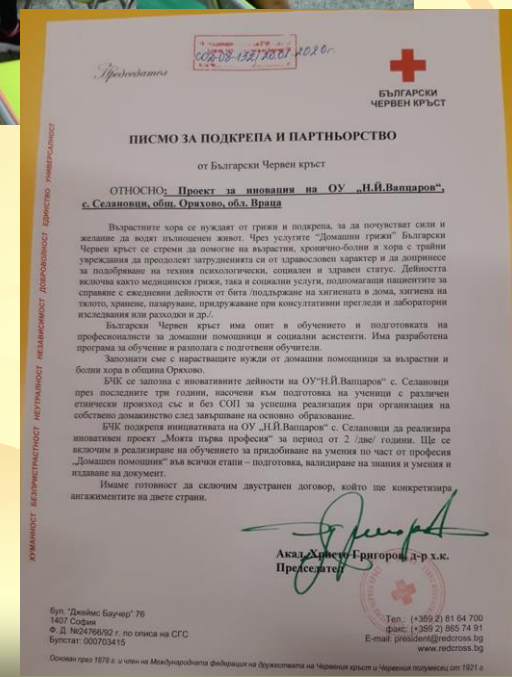 Председател
БЪЛГАРСКИ
ЧЕРВЕН КРЪСТ
ПИСМО ЗА ПОДКРЕПА И ПАРТНЬОРСТВО
от Български Червен кръст
ОТНОСНО: Проект за иновация на ОУ „Н.Й.Вапцаров“,
с. Селановци, общ. Оряхово, обл. Враца
Възрастните хора се нуждаят от грижи и подкрепа, за да почувстват сили и
желание да водят пълноценен живот. Чрез услугите “Домашни грижи” Български
Червен кръст се стреми да помогне на възрастни, хронично-болни и хора с трайни
увреждания да преодолеят затрудненията си от здравословен характер и да допринесе
за подобряване на техния психологически, социален и здравен статус. Дейността
включва както медицински грижи, така и социални услуги, подпомагащи пациентите за
справяне с ежедневни дейности от бита /поддържане на хигиената в дома, хигиена на
тялото, хранене, пазаруване, придружаване при консултативни прегледи и лабораторни
изследвания или разходки и др./.
Български Червен кръст има опит в обучението и подготовката на
професионалисти за домашни помощници и социални асистенти. Има разработена
програма за обучение и разполага с подготвени обучители.
Запознати сме с нарастващите нужди от домашни помощници за възрастни и
болни хора в община Оряхово.
БЧК се запозна с иновативните дейности на ОУ“Н.Й.Вапцаров“ с. Селановци
през последните три години, насочени към подготовка на ученици с различен
етнически произход със и без СОП за успешна реализация при организация на
собствено домакинство след завършване на основно образование.
БЧК подкрепя инициативата на ОУ „Н.Й.Вапцаров“ с. Селановци да реализира
иновативен проект „Моята първа професия“ за период от 2 /две/ години. Ще се
включим в реализиране на обучението за придобиване на умения по част от професия
„Домашен помощник“ във всички етапи – подготовка, валидиране на знания и умения и
издаване на документ.
Имаме готовност да сключим двустранен договор, който ще конкретизира
ангажиментите на двете страни.
Акад. Христо Григоров, д-р х.к.
Председател
ХУМАННОСТ БЕЗПРИСТРАСТНОСТ НЕУТРАЛНОСТ НЕЗАВИСИМОСТ ДОБРОВОЛНОСТ ЕДИНСТВО УНИВЕРСАЛНОСТ
бул. "Джеймс Баучер" 76
1407 София
Ф. Д. №24766/92 г. по описа на СГС
Булстат: 000703415
Тел.: (+359 2) 81 64 700
факс: (+359 2) 865 74 91
E-mail: president@redcross.bg
www.redcross.bg
Основан през 1878 г. и член на Международната федерация на дружествата на Червения кръст и Червения полумесец от 1921 г.